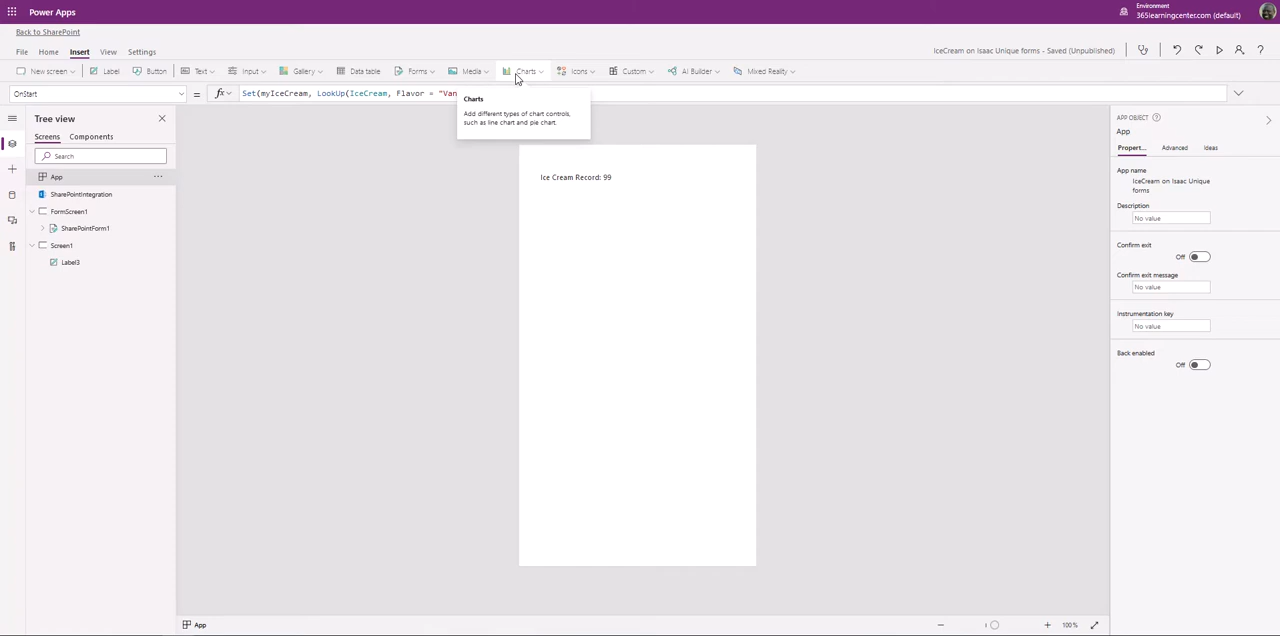 Power Apps
Environment
365learningcenter.com (default)
Back to SharePoint
File Home Insert View Settings
IceCream on Isaac Unique forms - Saved (Unpublished)
New screen Label Button Text Input Gallery Data table Forms Media Charts Icons Custom AI Builder Mixed Reality
OnStart = fx Set(myIceCream, LookUp(IceCream, Flavor = "Van
Charts
Add different types of chart controls,
such as line chart and pie chart.
Tree view
Screens Components
Search
App
SharePointIntegration
FormScreen1
SharePointForm1
Screen1
Label3
Ice Cream Record: 99
APP OBJECT
App
Propert... Advanced Ideas
App name
IceCream on Isaac Unique
forms
Description
No value
Confirm exit
Off
Confirm exit message
No value
Instrumentation key
No value
Back enabled
Off
App
100%